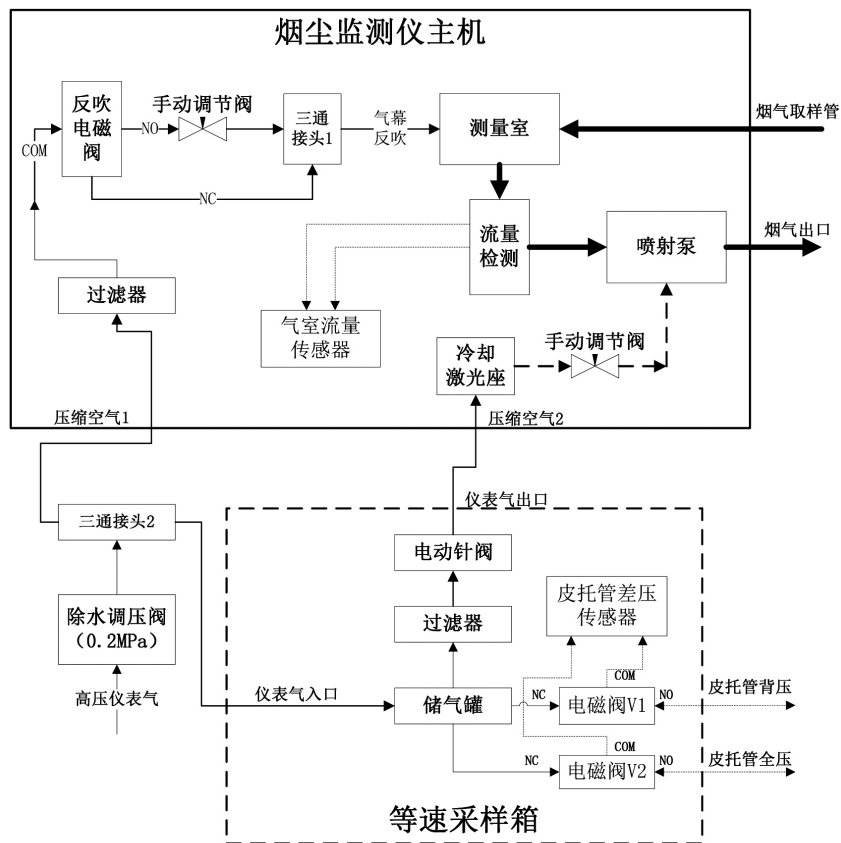 烟尘监测仪主机
反吹
电磁
阀
手动调节阀
三通
接头1
气幕
反吹
测量室
烟气取样管
COM
NO
NC
流量
检测
喷射泵
烟气出口
过滤器
气室流量
传感器
冷却
激光座
手动调节阀
压缩空气1
压缩空气2
仪表气出口
三通接头2
电动针阀
除水调压阀
（0.2MPa）
过滤器
皮托管差压
传感器
高压仪表气
仪表气入口
储气罐
NC
电磁阀V1
COM
NO
皮托管背压
NC
电磁阀V2
COM
NO
皮托管全压
等速采样箱